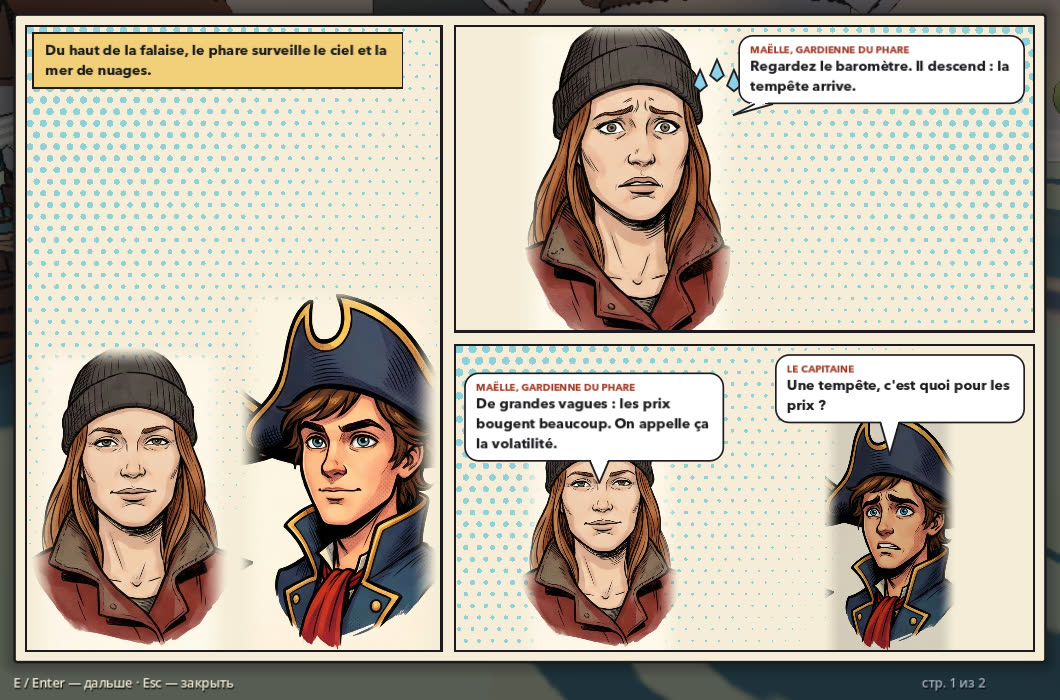 Du haut de la falaise, le phare surveille le ciel et la
mer de nuages.
MAËLLE, GARDIENNE DU PHARE
Regardez le baromètre. Il descend : la
tempête arrive.
MAËLLE, GARDIENNE DU PHARE
De grandes vagues : les prix
bougent beaucoup. On appelle ça
la volatilité.
LE CAPITAINE
Une tempête, c'est quoi pour les
prix ?
E / Enter — дальше · Esc — закрыть
стр. 1 из 2